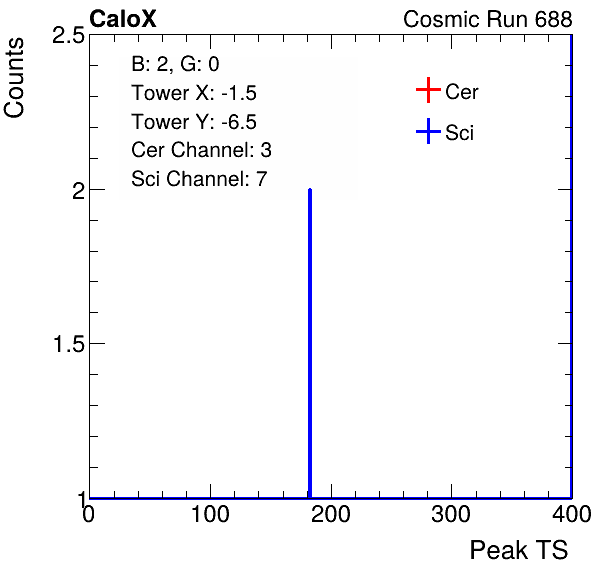 CaloX Cosmic Run 688
Counts
2.5
2
1.5
1
B: 2, G: 0
Tower X: -1.5
Tower Y: -6.5
Cer Channel: 3
Sci Channel: 7
Cer
Sci
0 100 200 300 400
Peak TS